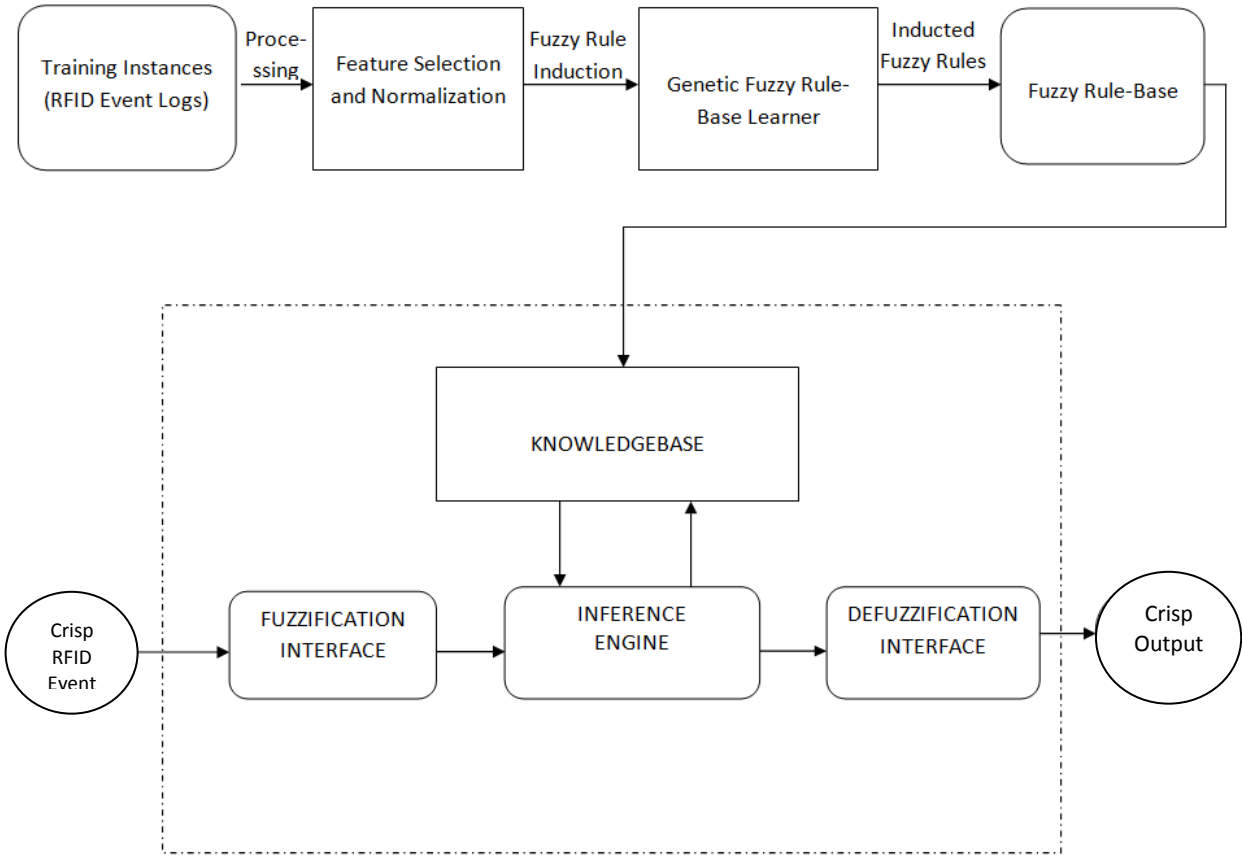 Training Instances
(RFID Event Logs)
Proce-
ssing
Feature Selection
and Normalization
Fuzzy Rule
Induction
Genetic Fuzzy Rule-
Base Learner
Inducted
Fuzzy Rules
Fuzzy Rule-Base
KNOWLEDGEBASE
Crisp
RFID
Event
FUZZIFICATION
INTERFACE
INFERENCE
ENGINE
DEFUZZIFICATION
INTERFACE
Crisp
Output